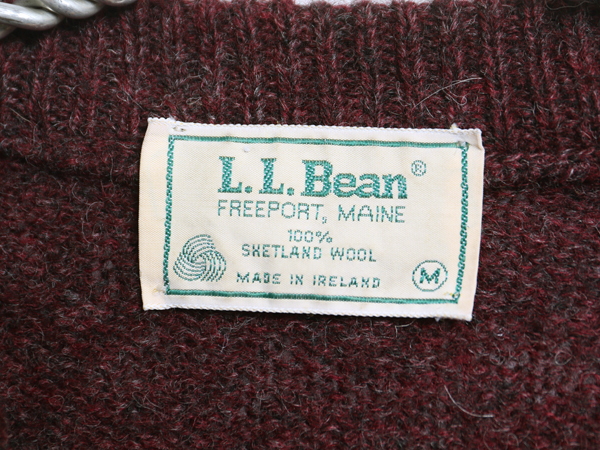 L.L.Bean®
FREEPORT, MAINE
100%
SHETLAND WOOL
MADE IN IRELAND
M